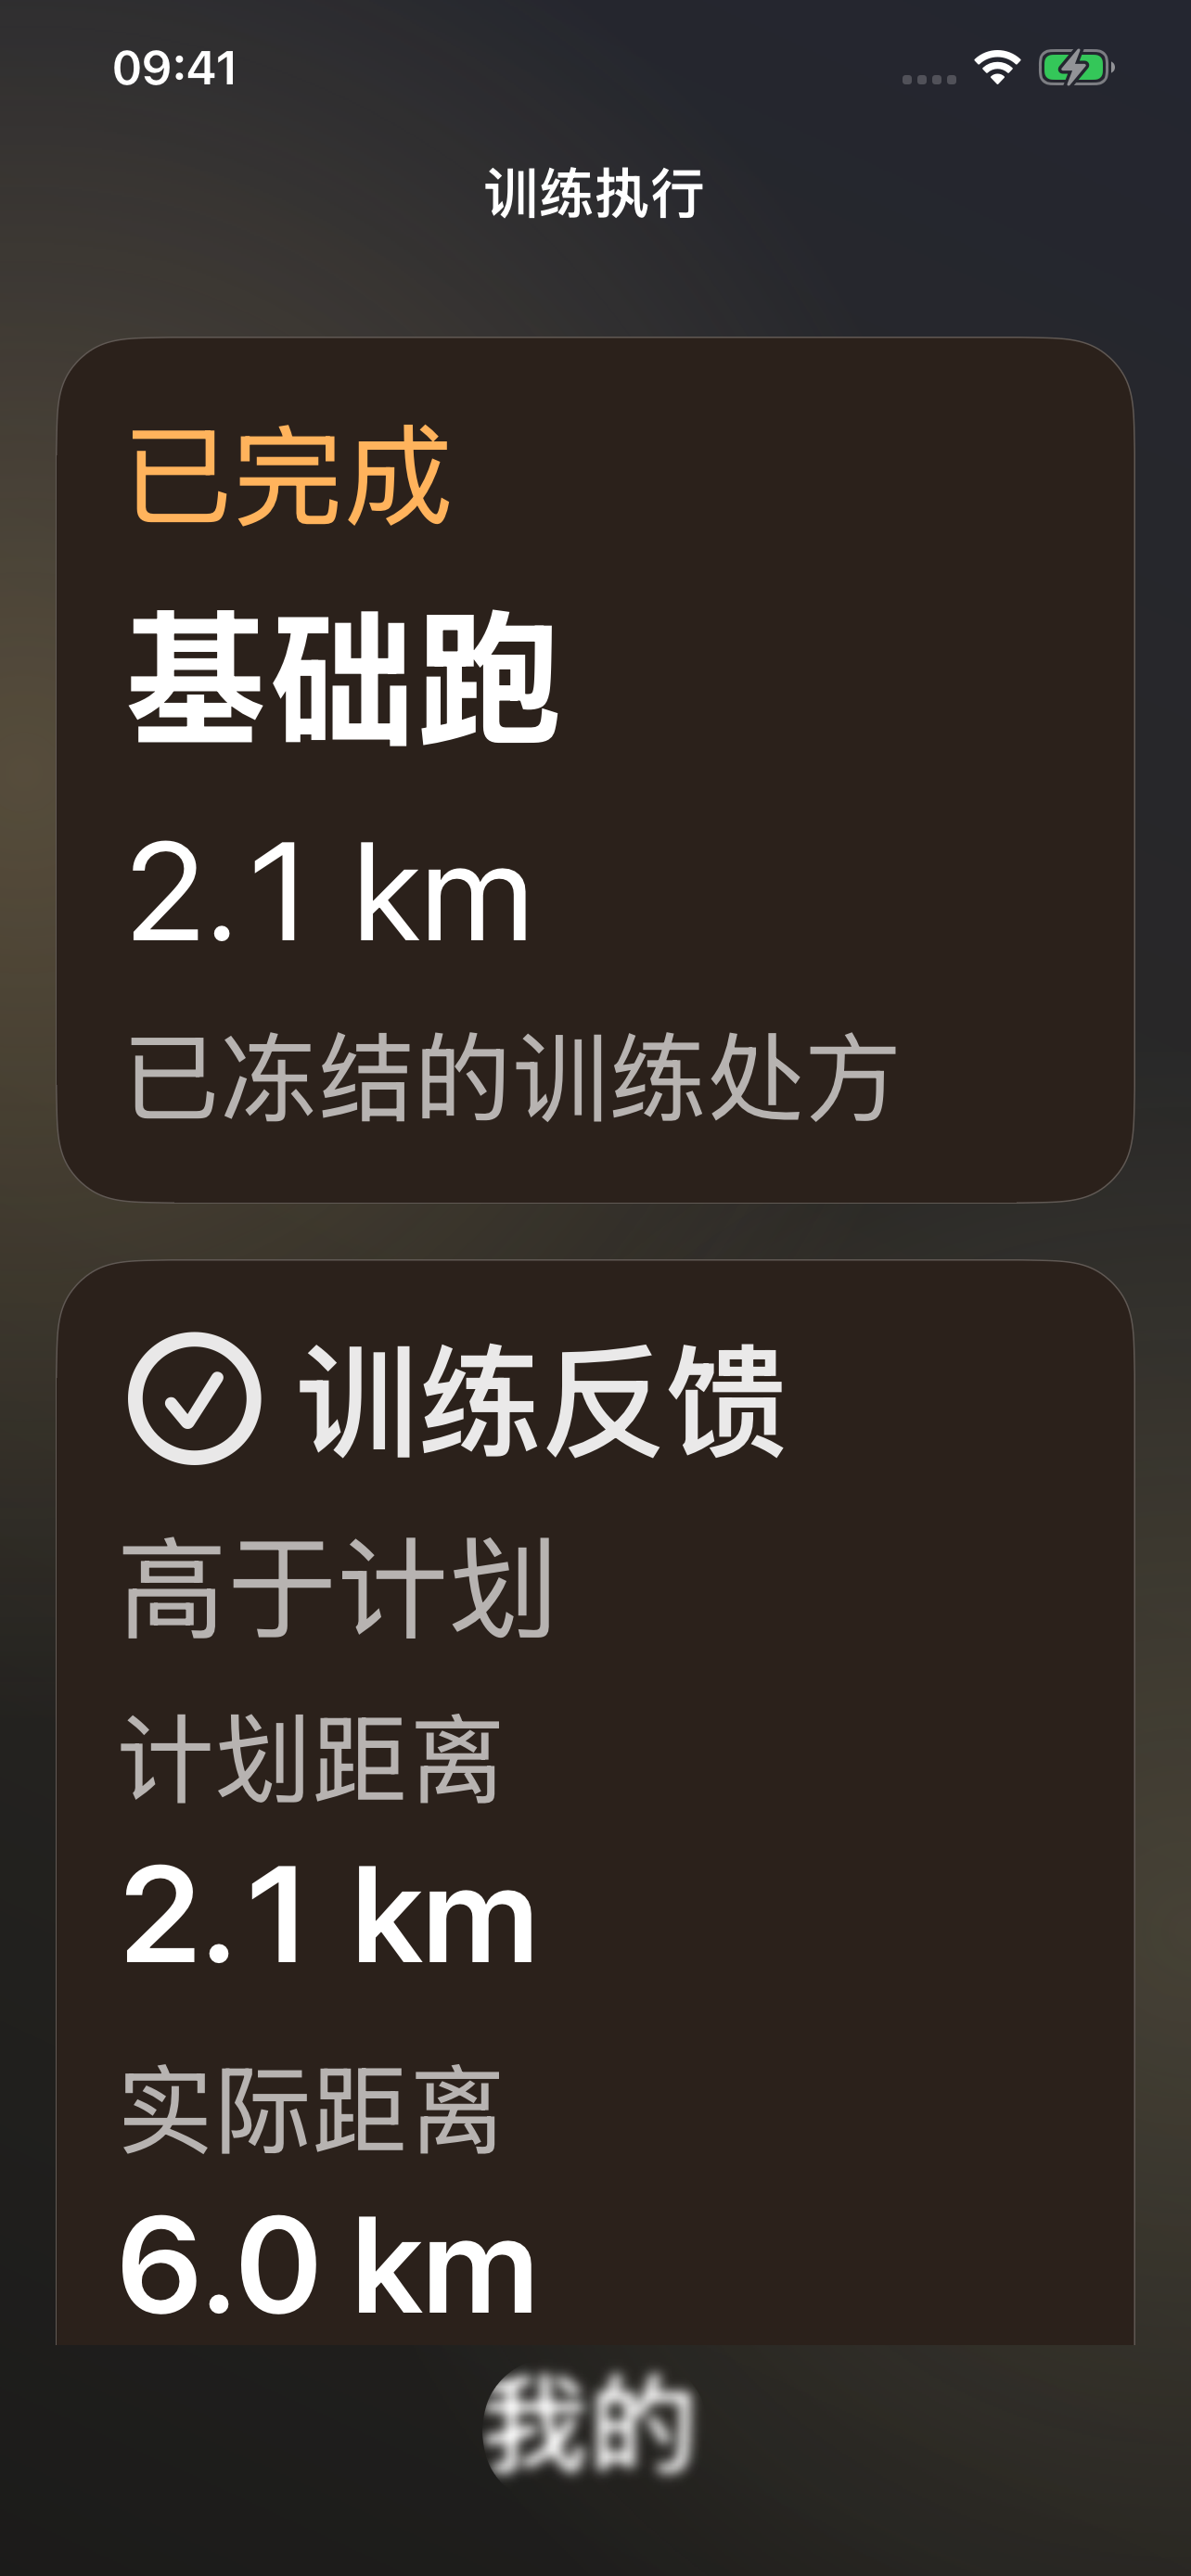 09:41
训练执行
已完成
基础跑
2.1 km
已冻结的训练处方
训练反馈
高于计划
计划距离
2.1 km
实际距离
6.0 km
我的